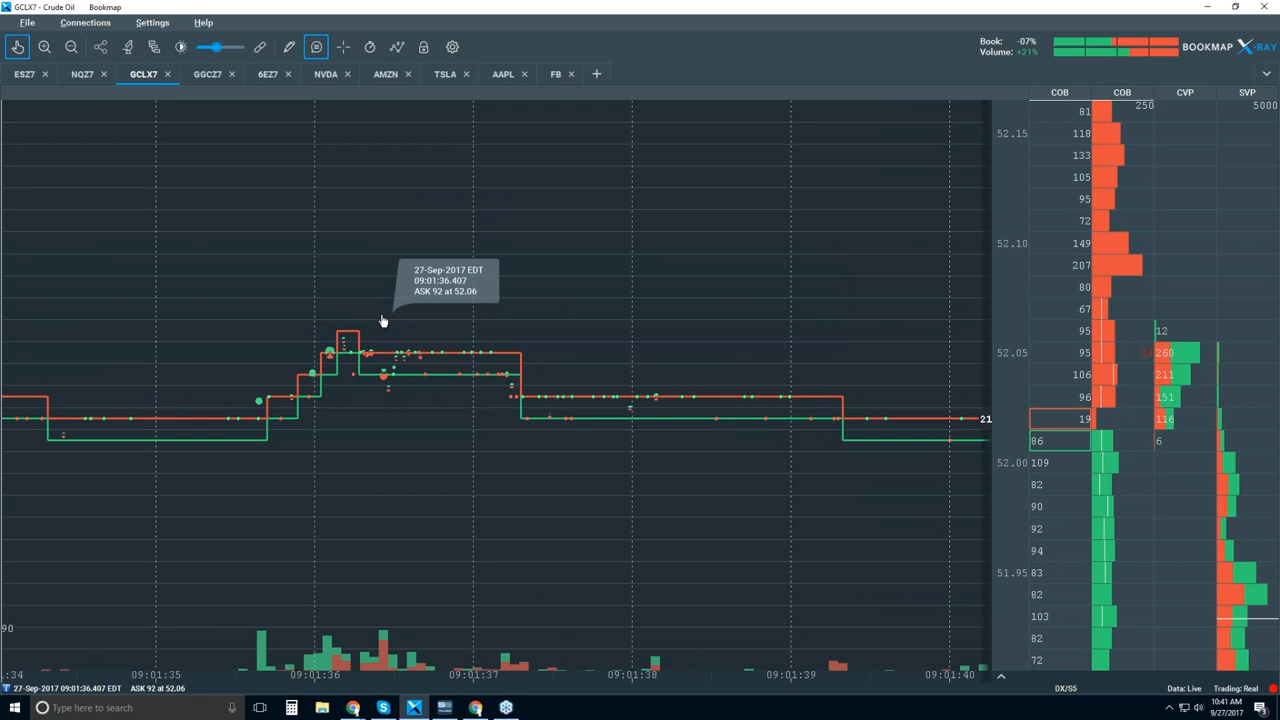 GCLX7 - Crude Oil Bookmap
File Connections Settings Help
Book: -07%
Volume: +21%
BOOKMAP X-RAY
ESZ7 × NQZ7 × GCLX7 × GGCZ7 × 6EZ7 × NVDA × AMZN × TSLA × AAPL × FB × +
COB COB CVP SVP
250 5000
81
52.15 118
133
105
95
72
52.10 149
207
80
67
95 12
52.05 95 260
106 211
96 151
21 19 116
86 6
52.00 109
82
90
92
94
51.95 83
82
103
82
72
27-Sep-2017 EDT
09:01:36.407
ASK 92 at 52.06
90
:34 09:01:35 09:01:36 09:01:37 09:01:38 09:01:39 09:01:40
27-Sep-2017 09:01:36.407 EDT ASK 92 at 52.06 DX/S5 Data: Live Trading: Real
Type here to search
10:41 AM
9/27/2017
3